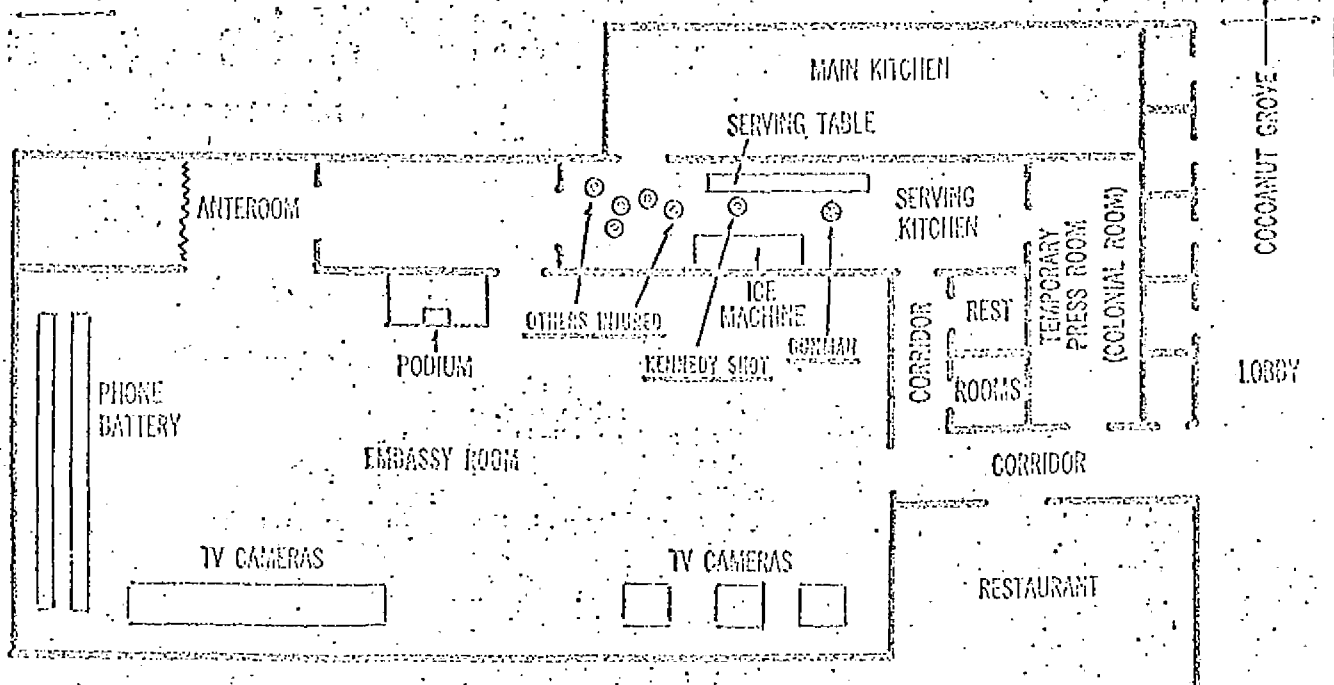 MAIN KITCHEN
SERVING TABLE
COCOANUT GROVE
ANTEROOM
SERVING
KITCHEN
TEMPORARY
PRESS ROOM
(COLONIAL ROOM)
OTHERS INJURED
ICE
MACHINE
GUNMAN
CORRIDOR
REST
ROOMS
PODIUM
KENNEDY SHOT
LOBBY
PHONE
BATTERY
EMBASSY ROOM
CORRIDOR
TV CAMERAS
TV CAMERAS
RESTAURANT